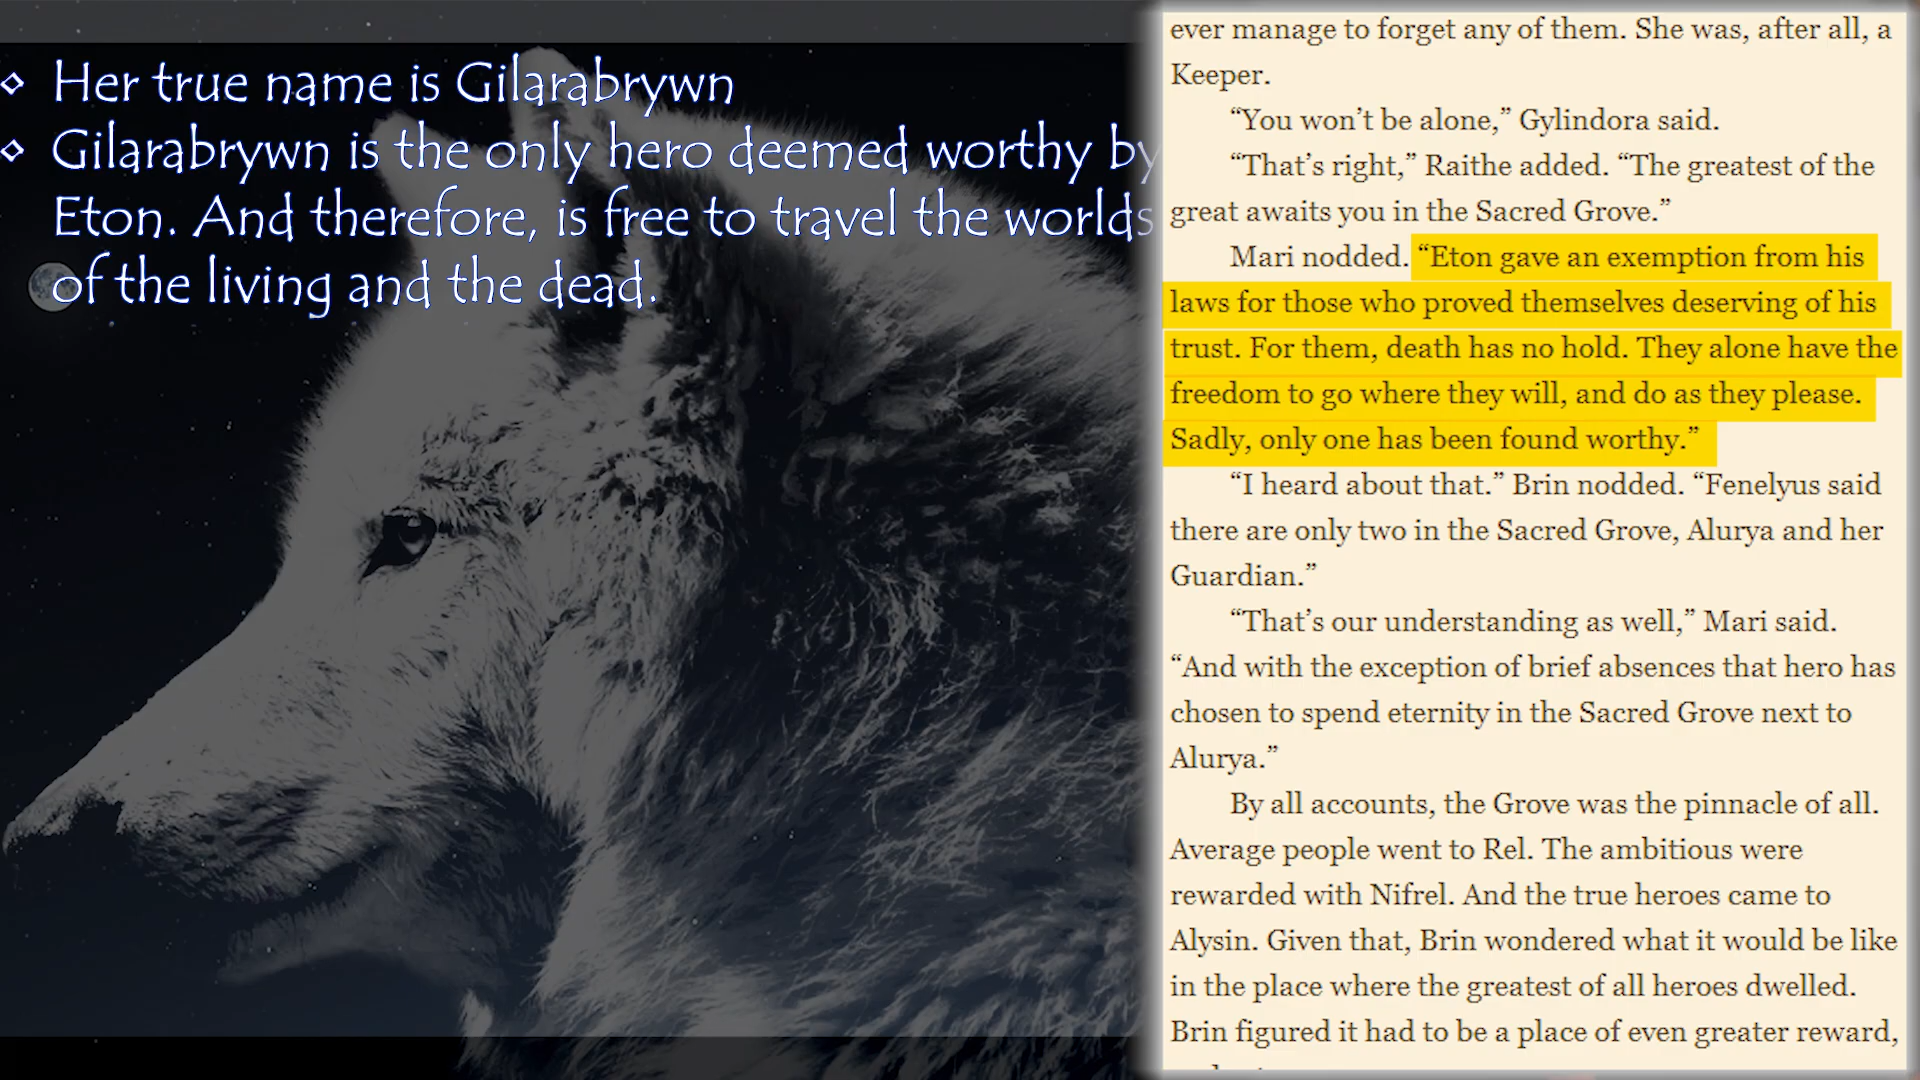 ⋄ Her true name is Gilarabrywn
⋄ Gilarabrywn is the only hero deemed worthy by
Eton. And therefore, is free to travel the worlds
of the living and the dead.
ever manage to forget any of them. She was, after all, a
Keeper.
“You won’t be alone,” Gylindora said.
“That’s right,” Raithe added. “The greatest of the
great awaits you in the Sacred Grove.”
Mari nodded. “Eton gave an exemption from his
laws for those who proved themselves deserving of his
trust. For them, death has no hold. They alone have the
freedom to go where they will, and do as they please.
Sadly, only one has been found worthy.”
“I heard about that.” Brin nodded. “Fenelyus said
there are only two in the Sacred Grove, Alurya and her
Guardian.”
“That’s our understanding as well,” Mari said.
“And with the exception of brief absences that hero has
chosen to spend eternity in the Sacred Grove next to
Alurya.”
By all accounts, the Grove was the pinnacle of all.
Average people went to Rel. The ambitious were
rewarded with Nifrel. And the true heroes came to
Alysin. Given that, Brin wondered what it would be like
in the place where the greatest of all heroes dwelled.
Brin figured it had to be a place of even greater reward,